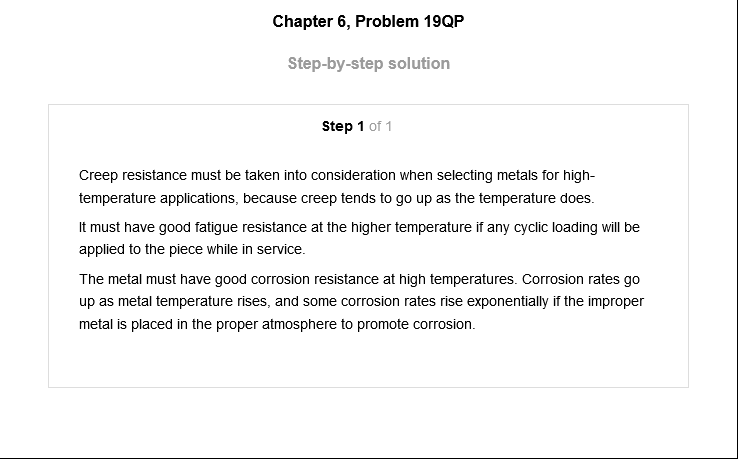 Chapter 6, Problem 19QP
Step-by-step solution
Step 1 of 1
Creep resistance must be taken into consideration when selecting metals for high-
temperature applications, because creep tends to go up as the temperature does.
It must have good fatigue resistance at the higher temperature if any cyclic loading will be
applied to the piece while in service.
The metal must have good corrosion resistance at high temperatures. Corrosion rates go
up as metal temperature rises, and some corrosion rates rise exponentially if the improper
metal is placed in the proper atmosphere to promote corrosion.